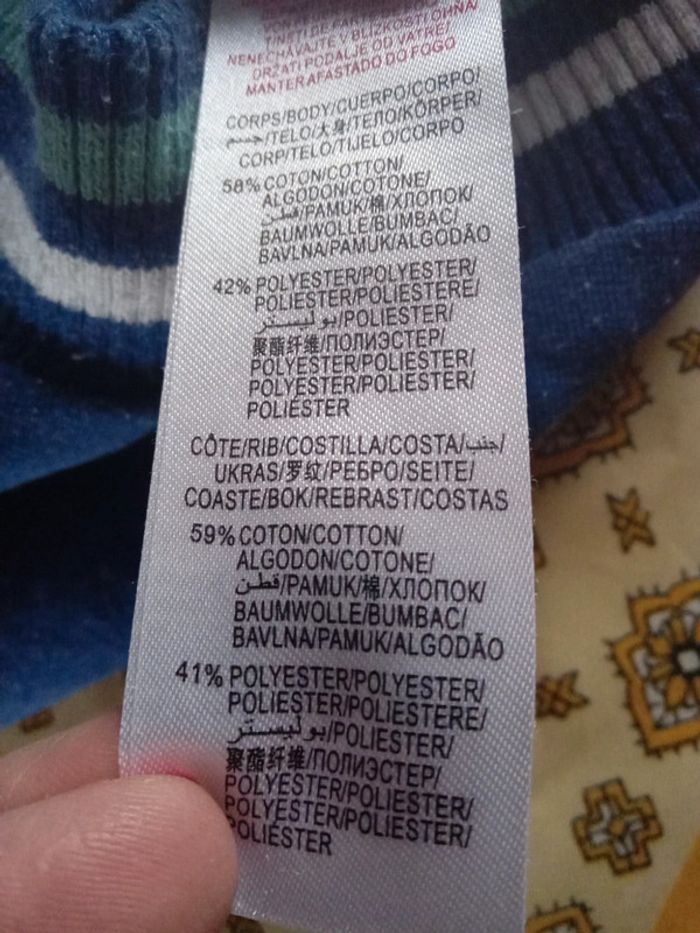 TINETI DE PARTE
NENECHÁVAJTE V BLÍZKOSTI OHNA/
DRŽATI PODALJE OD VATRE/
MANTER AFASTADO DO FOGO
CORPS/BODY/CUERPO/CORPO/
جسم/TELO/大身/ТЕЛО/KÖRPER/
CORP/TELO/TIJELO/CORPO
58% COTON/COTTON/
ALGODON/COTONE/
قطن/PAMUK/棉/ХЛОПОК/
BAUMWOLLE/BUMBAC/
BAVLNA/PAMUK/ALGODÃO
42% POLYESTER/POLYESTER/
POLIESTER/POLIESTERE/
بوليستر/POLIESTER/
聚酯纤维/ПОЛИЭСТЕР/
POLYESTER/POLIESTER/
POLYESTER/POLIESTER/
POLIÉSTER
CÔTE/RIB/COSTILLA/COSTA/جنب/
UKRAS/罗纹/РЕБРО/SEITE/
COASTE/BOK/REBRAST/COSTAS
59% COTON/COTTON/
ALGODON/COTONE/
قطن/PAMUK/棉/ХЛОПОК/
BAUMWOLLE/BUMBAC/
BAVLNA/PAMUK/ALGODÃO
41% POLYESTER/POLYESTER/
POLIESTER/POLIESTERE/
بوليستر/POLIESTER/
聚酯纤维/ПОЛИЭСТЕР/
POLYESTER/POLIESTER/
POLYESTER/POLIESTER/
POLIÉSTER